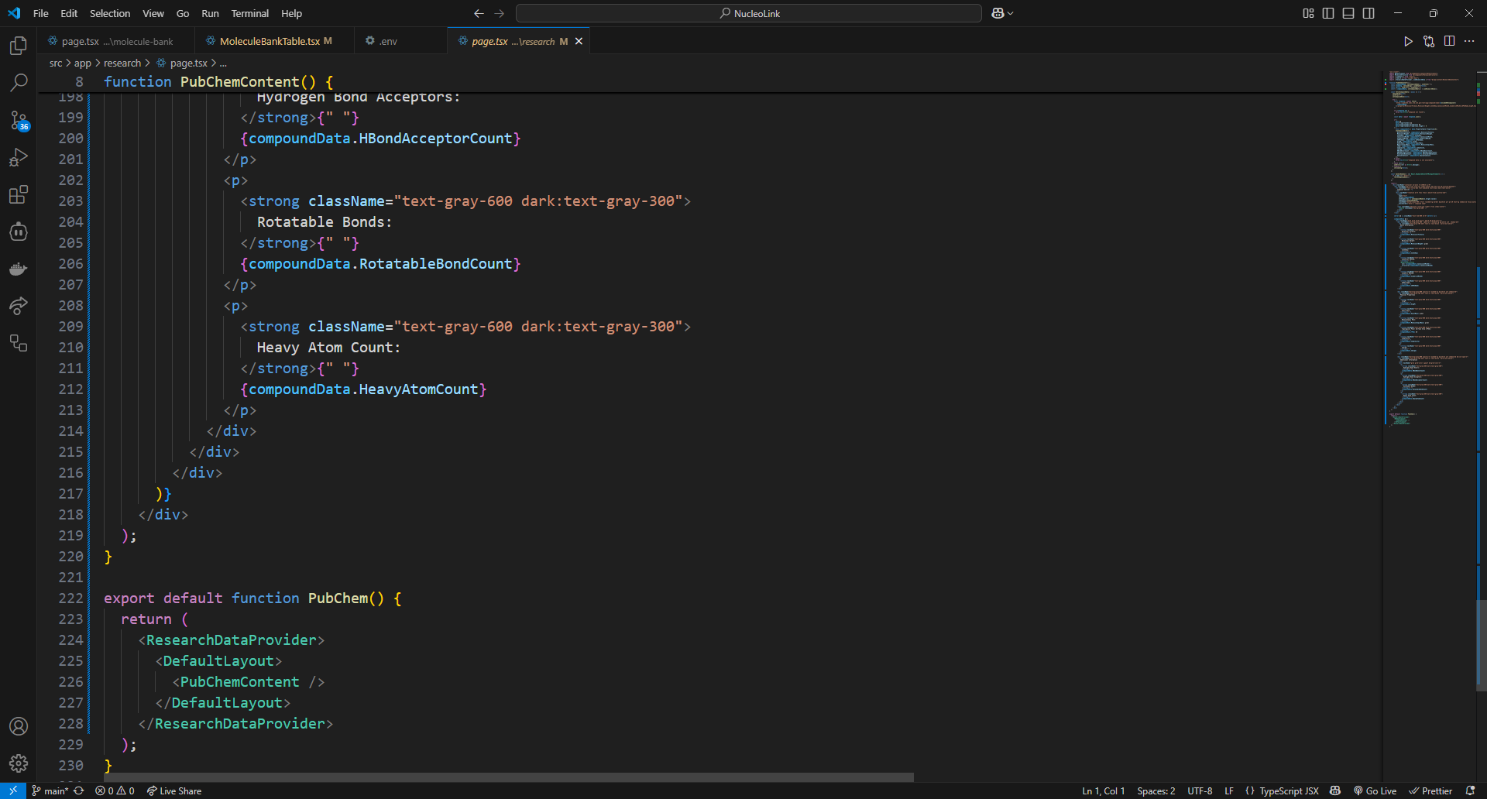 File Edit Selection View Go Run Terminal Help
NucleoLink
page.tsx ...\molecule-bank
MoleculeBankTable.tsx M
.env
page.tsx ...\research M
src > app > research > page.tsx > ...
8 function PubChemContent() {
198 Hydrogen Bond Acceptors:
199 </strong>{" "}
200 {compoundData.HBondAcceptorCount}
201 </p>
202 <p>
203 <strong className="text-gray-600 dark:text-gray-300">
204 Rotatable Bonds:
205 </strong>{" "}
206 {compoundData.RotatableBondCount}
207 </p>
208 <p>
209 <strong className="text-gray-600 dark:text-gray-300">
210 Heavy Atom Count:
211 </strong>{" "}
212 {compoundData.HeavyAtomCount}
213 </p>
214 </div>
215 </div>
216 </div>
217 )}
218 </div>
219 );
220 }
221
222 export default function PubChem() {
223 return (
224 <ResearchDataProvider>
225 <DefaultLayout>
226 <PubChemContent />
227 </DefaultLayout>
228 </ResearchDataProvider>
229 );
230 }
36
main* 0 0 Live Share
Ln 1, Col 1 Spaces: 2 UTF-8 LF {} TypeScript JSX Go Live Prettier